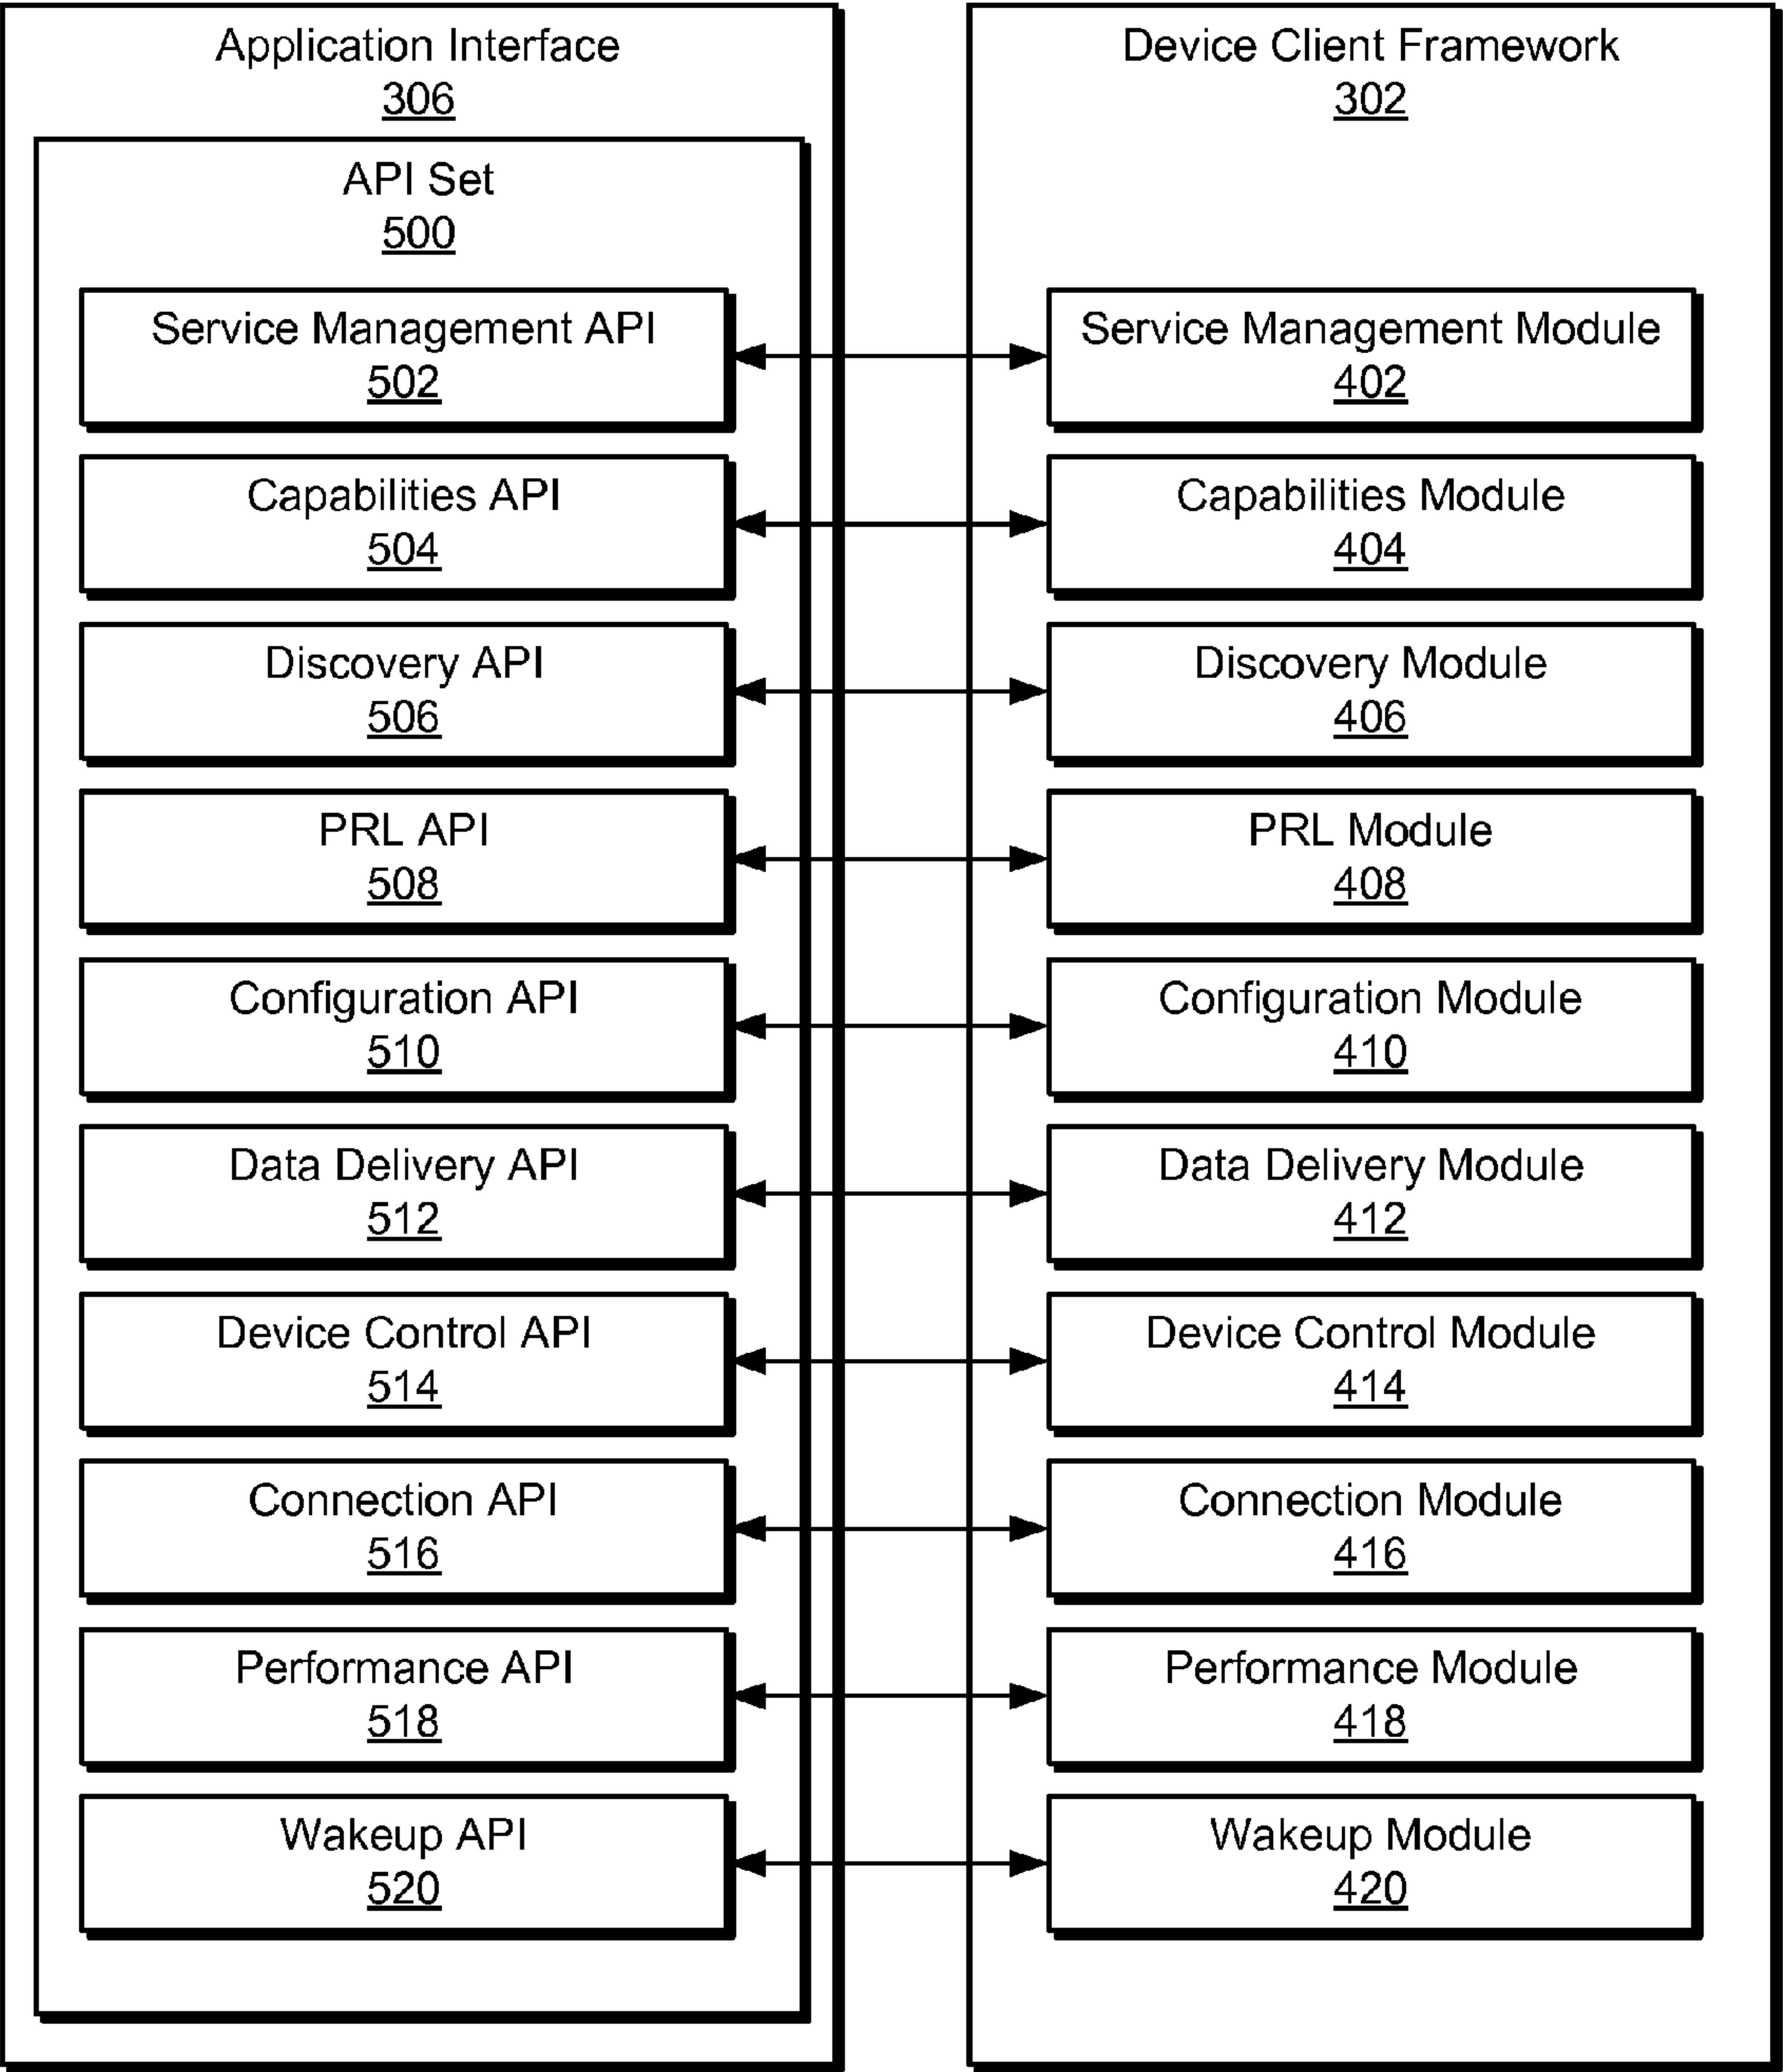 Application Interface
306
API Set
500
Service Management API
502
Capabilities API
504
Discovery API
506
PRL API
508
Configuration API
510
Data Delivery API
512
Device Control API
514
Connection API
516
Performance API
518
Wakeup API
520
Device Client Framework
302
Service Management Module
402
Capabilities Module
404
Discovery Module
406
PRL Module
408
Configuration Module
410
Data Delivery Module
412
Device Control Module
414
Connection Module
416
Performance Module
418
Wakeup Module
420